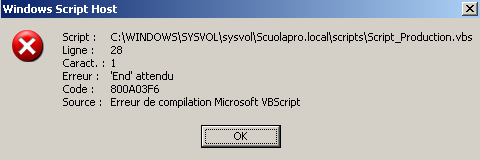 Windows Script Host
Script : C:\WINDOWS\SYSVOL\sysvol\Scuolapro.local\scripts\Script_Production.vbs
Ligne : 28
Caract. : 1
Erreur : 'End' attendu
Code : 800A03F6
Source : Erreur de compilation Microsoft VBScript
OK